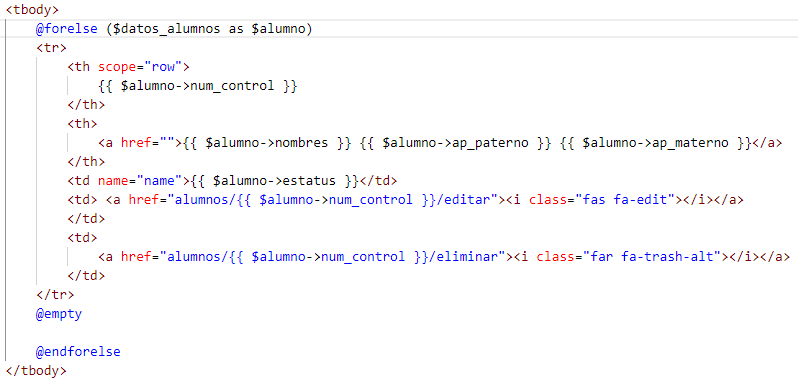 <tbody>
@forelse ($datos_alumnos as $alumno)
<tr>
<th scope="row">
{{ $alumno->num_control }}
</th>
<th>
<a href="">{{ $alumno->nombres }} {{ $alumno->ap_paterno }} {{ $alumno->ap_materno }}</a>
</th>
<td name="name">{{ $alumno->estatus }}</td>
<td> <a href="alumnos/{{ $alumno->num_control }}/editar"><i class="fas fa-edit"></i></a>
</td>
<td>
<a href="alumnos/{{ $alumno->num_control }}/eliminar"><i class="far fa-trash-alt"></i></a>
</td>
</tr>
@empty
@endforelse
</tbody>